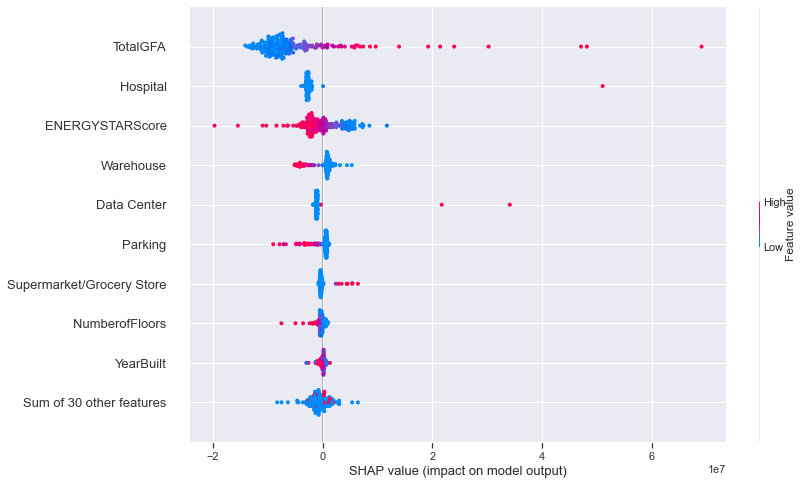 TotalGFA
Hospital
ENERGYSTARScore
Warehouse
Data Center
Parking
Supermarket/Grocery Store
NumberofFloors
YearBuilt
Sum of 30 other features
−2 0 2 4 6
1e7
SHAP value (impact on model output)
High
Low
Feature value